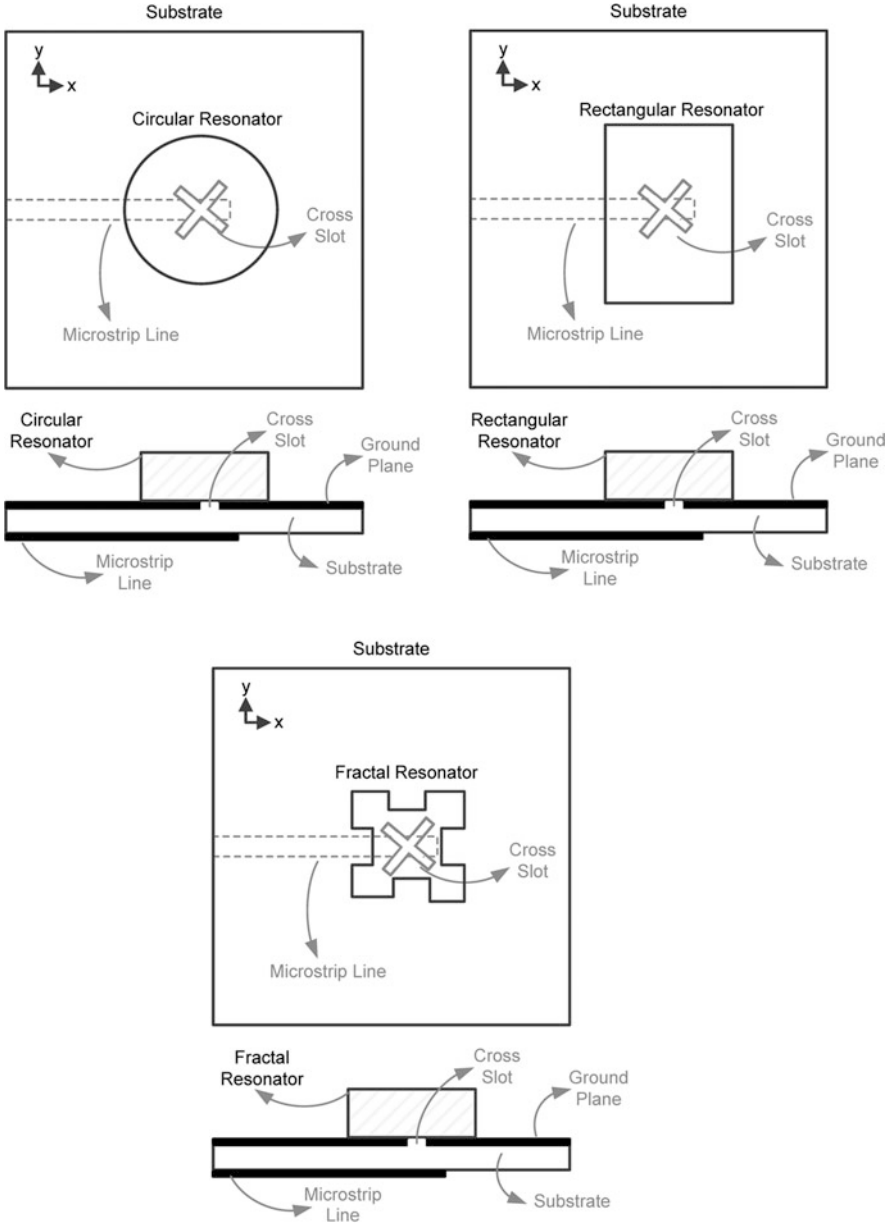 Substrate
y
x
Circular Resonator
Cross
Slot
Microstrip Line
Circular
Resonator
Cross
Slot
Ground
Plane
Microstrip
Line
Substrate
Substrate
y
x
Rectangular Resonator
Cross
Slot
Microstrip Line
Rectangular
Resonator
Cross
Slot
Ground
Plane
Microstrip
Line
Substrate
Substrate
y
x
Fractal Resonator
Cross
Slot
Microstrip Line
Fractal
Resonator
Cross
Slot
Ground
Plane
Microstrip
Line
Substrate